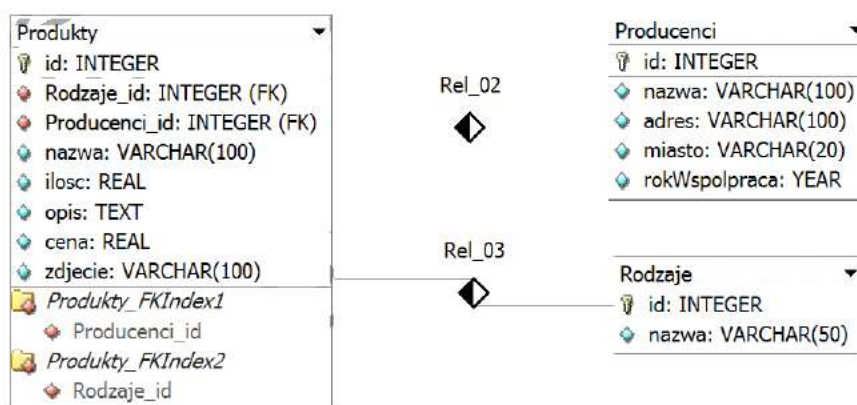 Produkty
id: INTEGER
Rodzaje_id: INTEGER (FK)
Producenci_id: INTEGER (FK)
nazwa: VARCHAR(100)
ilosc: REAL
opis: TEXT
cena: REAL
zdjecie: VARCHAR(100)
Produkty_FKIndex1
Producenci_id
Produkty_FKIndex2
Rodzaje_id
Rel_02
Rel_03
Producenci
id: INTEGER
nazwa: VARCHAR(100)
adres: VARCHAR(100)
miasto: VARCHAR(20)
rokWspolpraca: YEAR
Rodzaje
id: INTEGER
nazwa: VARCHAR(50)